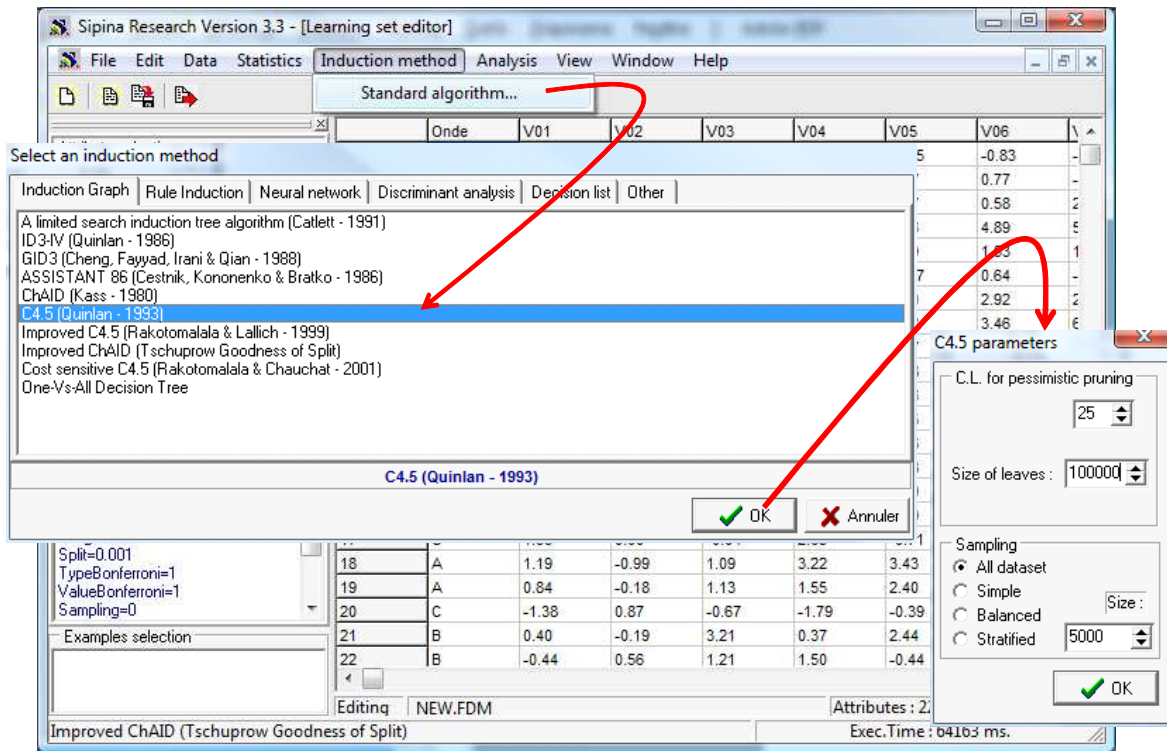 Sipina Research Version 3.3 - [Learning set editor]
File Edit Data Statistics Induction method Analysis View Window Help
Standard algorithm...
Onde V01 V02 V03 V04 V05 V06
Select an induction method
Induction Graph Rule Induction Neural network Discriminant analysis Decision list Other
A limited search induction tree algorithm (Catlett - 1991)
ID3-IV (Quinlan - 1986)
GID3 (Cheng, Fayyad, Irani & Qian - 1988)
ASSISTANT 86 (Cestnik, Kononenko & Bratko - 1986)
ChAID (Kass - 1980)
C4.5 (Quinlan - 1993)
Improved C4.5 (Rakotomalala & Lallich - 1999)
Improved ChAID (Tschuprow Goodness of Split)
Cost sensitive C4.5 (Rakotomalala & Chauchat - 2001)
One-Vs-All Decision Tree
C4.5 (Quinlan - 1993)
OK Annuler
5 -0.83 -
0.77 -
0.58 2
4.89 5
1
7 0.64 -
2.92 2
3.46 6
C4.5 parameters
C.L. for pessimistic pruning
25
Size of leaves : 100000
Sampling
All dataset
Simple
Balanced
Stratified
Size :
5000
OK
Split=0.001
TypeBonferroni=1
ValueBonferroni=1
Sampling=0
Examples selection
18 A 1.19 -0.99 1.09 3.22 3.43
19 A 0.84 -0.18 1.13 1.55 2.40
20 C -1.38 0.87 -0.67 -1.79 -0.39
21 B 0.40 -0.19 3.21 0.37 2.44
22 B -0.44 0.56 1.21 1.50 -0.44
Editing NEW.FDM Attributes : 22
Improved ChAID (Tschuprow Goodness of Split) Exec.Time : 64163 ms.